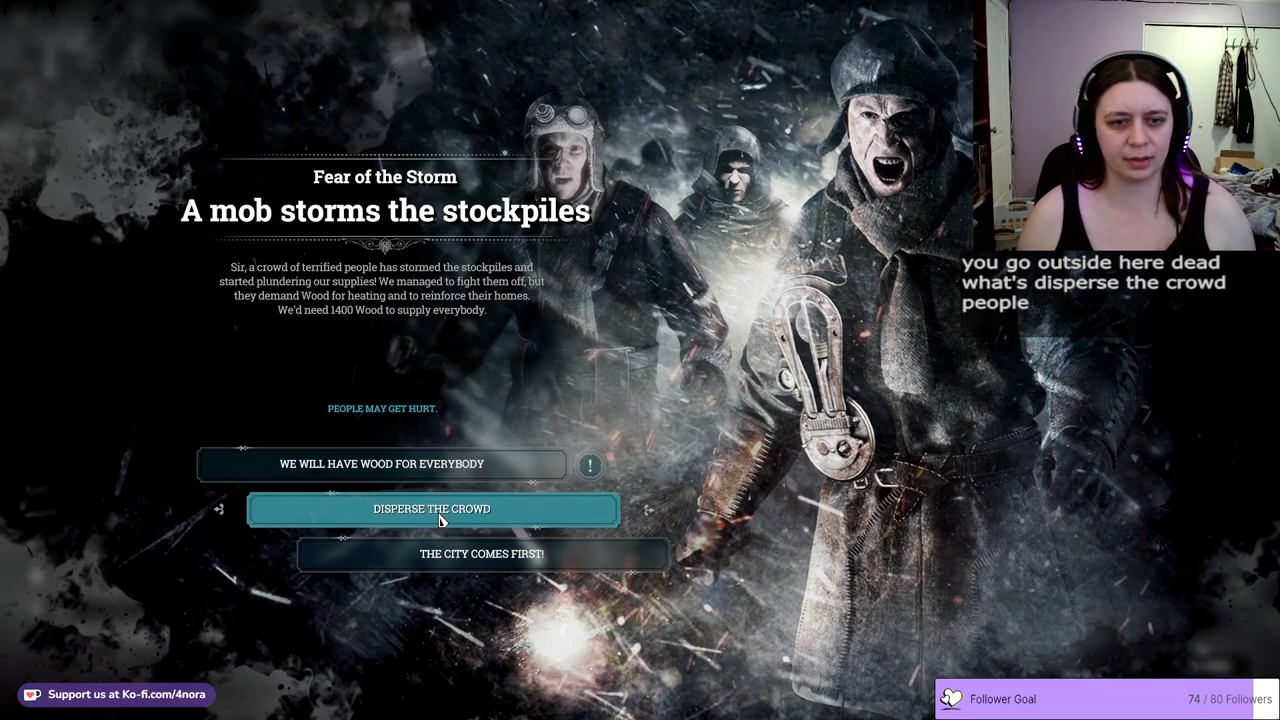 Fear of the Storm
A mob storms the stockpiles
Sir, a crowd of terrified people has stormed the stockpiles and
started plundering our supplies! We managed to fight them off, but
they demand Wood for heating and to reinforce their homes.
We'd need 1400 Wood to supply everybody.
PEOPLE MAY GET HURT.
WE WILL HAVE WOOD FOR EVERYBODY
!
DISPERSE THE CROWD
THE CITY COMES FIRST!
you go outside here dead
what's disperse the crowd
people
Support us at Ko-fi.com/4nora
Follower Goal
74 / 80 Followers